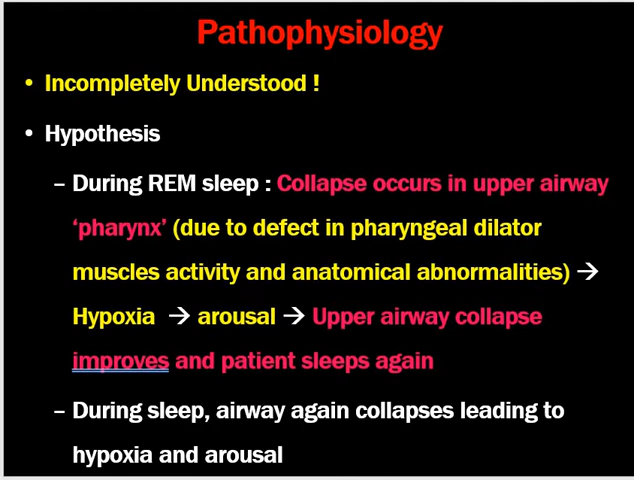 Pathophysiology
• Incompletely Understood !
• Hypothesis
– During REM sleep : Collapse occurs in upper airway
‘pharynx’ (due to defect in pharyngeal dilator
muscles activity and anatomical abnormalities) →
Hypoxia → arousal → Upper airway collapse
improves and patient sleeps again
– During sleep, airway again collapses leading to
hypoxia and arousal